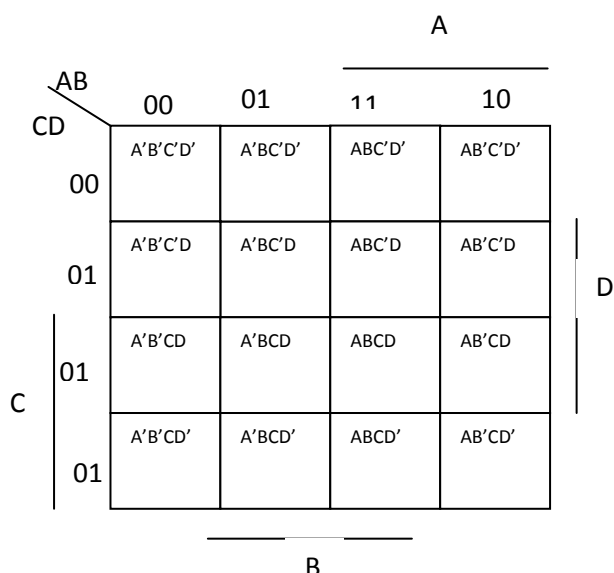 A
AB
00 01 11 10
CD
00 A'B'C'D' A'BC'D' ABC'D' AB'C'D'
01 A'B'C'D A'BC'D ABC'D AB'C'D
D
01 A'B'CD A'BCD ABCD AB'CD
C
01 A'B'CD' A'BCD' ABCD' AB'CD'
B